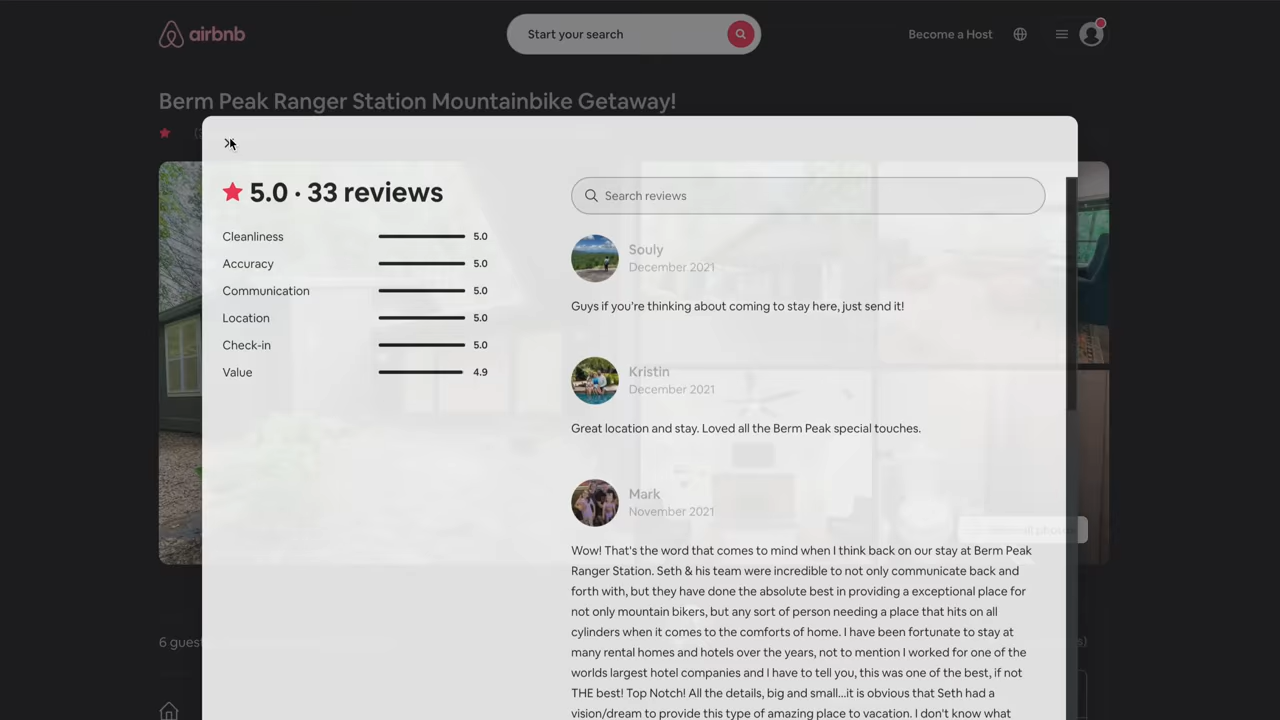 airbnb
Start your search
Become a Host
Berm Peak Ranger Station Mountainbike Getaway!
5.0 · 33 reviews
Search reviews
Cleanliness 5.0
Accuracy 5.0
Communication 5.0
Location 5.0
Check-in 5.0
Value 4.9
Souly
December 2021
Guys if you're thinking about coming to stay here, just send it!
Kristin
December 2021
Great location and stay. Loved all the Berm Peak special touches.
Mark
November 2021
Wow! That's the word that comes to mind when I think back on our stay at Berm Peak
Ranger Station. Seth & his team were incredible to not only communicate back and
forth with, but they have done the absolute best in providing a exceptional place for
not only mountain bikers, but any sort of person needing a place that hits on all
cylinders when it comes to the comforts of home. I have been fortunate to stay at
many rental homes and hotels over the years, not to mention I worked for one of the
worlds largest hotel companies and I have to tell you, this was one of the best, if not
THE best! Top Notch! All the details, big and small...it is obvious that Seth had a
vision/dream to provide this type of amazing place to vacation. I don't know what
6